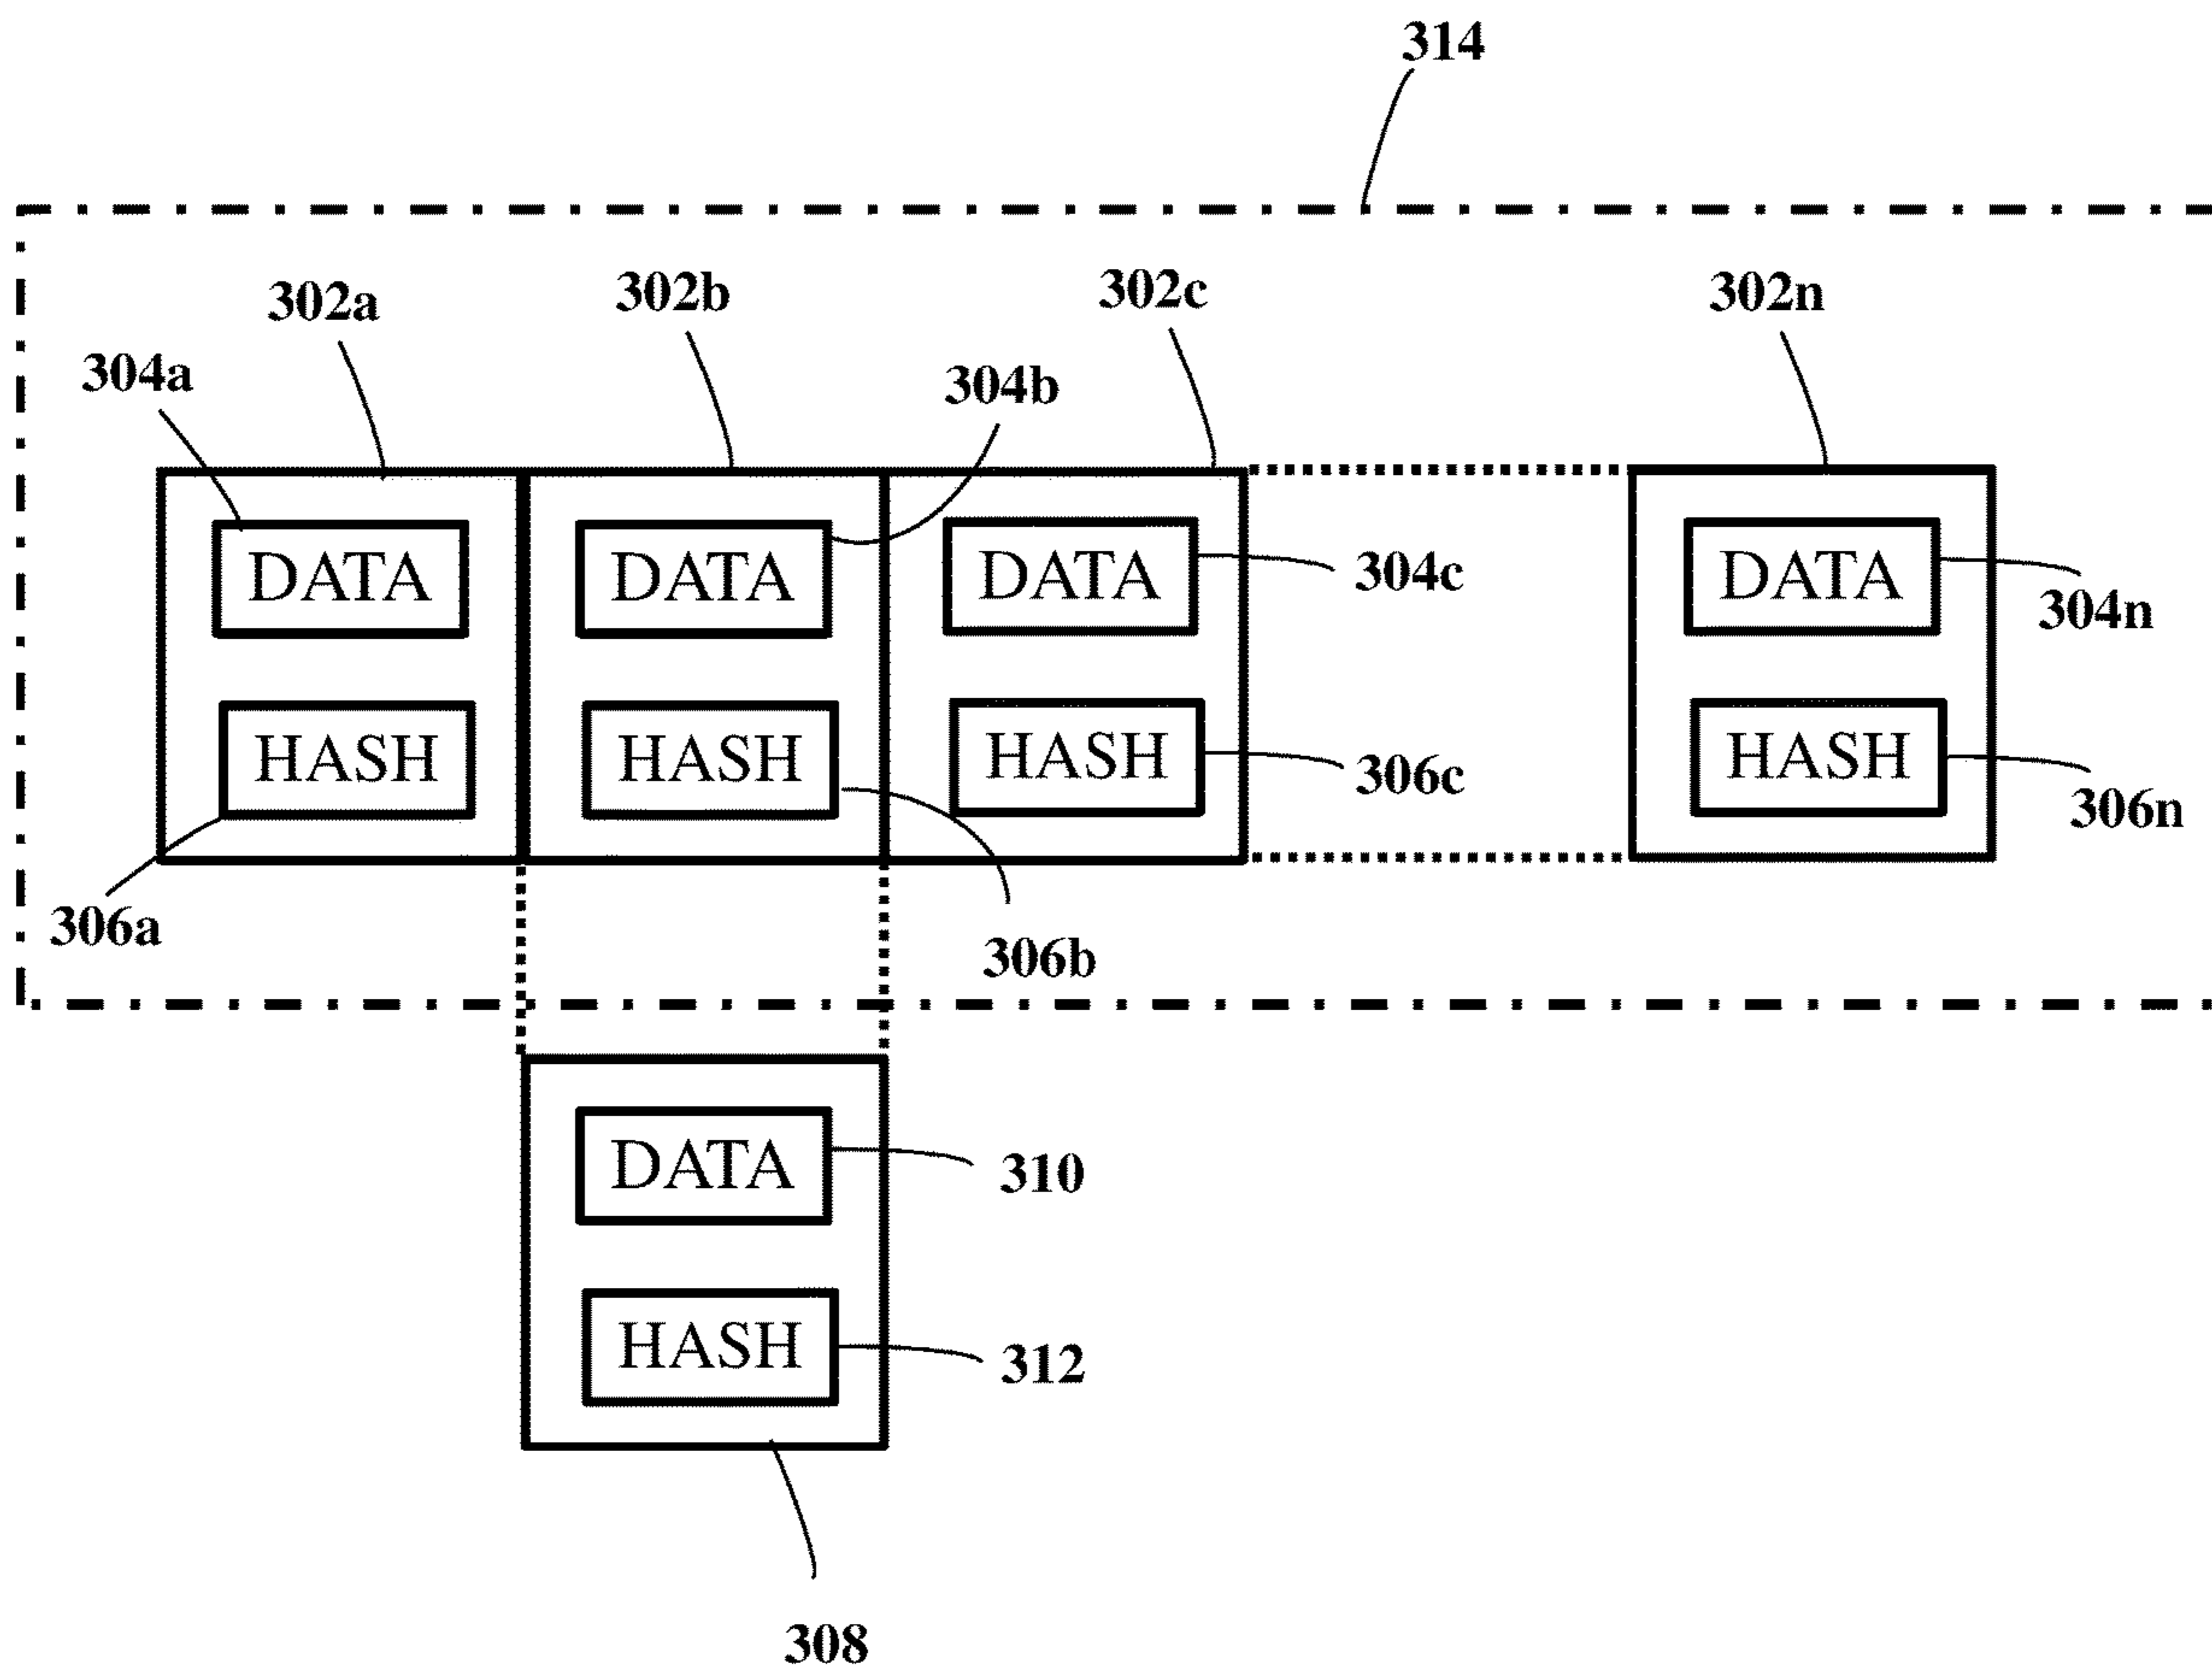 314
302a
302b
302c
302n
304a
304b
DATA
DATA
DATA
304c
DATA
304n
HASH
HASH
HASH
306c
HASH
306n
306a
306b
DATA
310
HASH
312
308